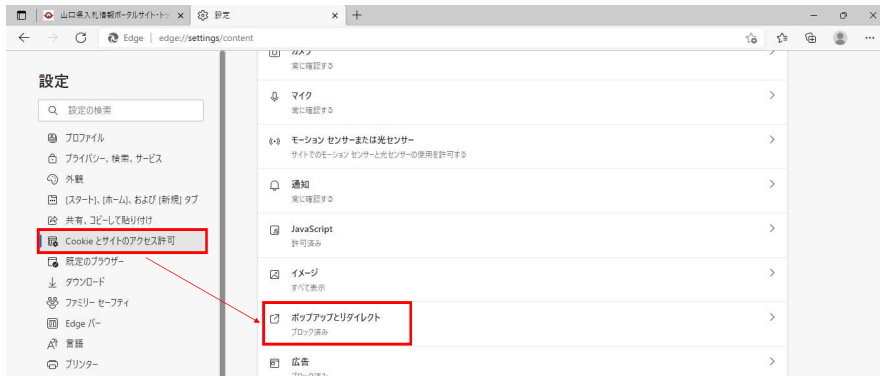 山口県入札情報ポータルサイト・トッ
設定
Edge
edge://settings/content
設定
設定の検索
プロファイル
プライバシー、検索、サービス
外観
[スタート]、[ホーム]、および [新規] タブ
共有、コピーして貼り付け
Cookie とサイトのアクセス許可
既定のブラウザー
ダウンロード
ファミリー セーフティ
Edge バー
言語
プリンター
カメラ
常に確認する
マイク
常に確認する
モーション センサーまたは光センサー
サイトでのモーション センサーと光センサーの使用を許可する
通知
常に確認する
JavaScript
許可済み
イメージ
すべて表示
ポップアップとリダイレクト
ブロック済み
広告
ブロック済み